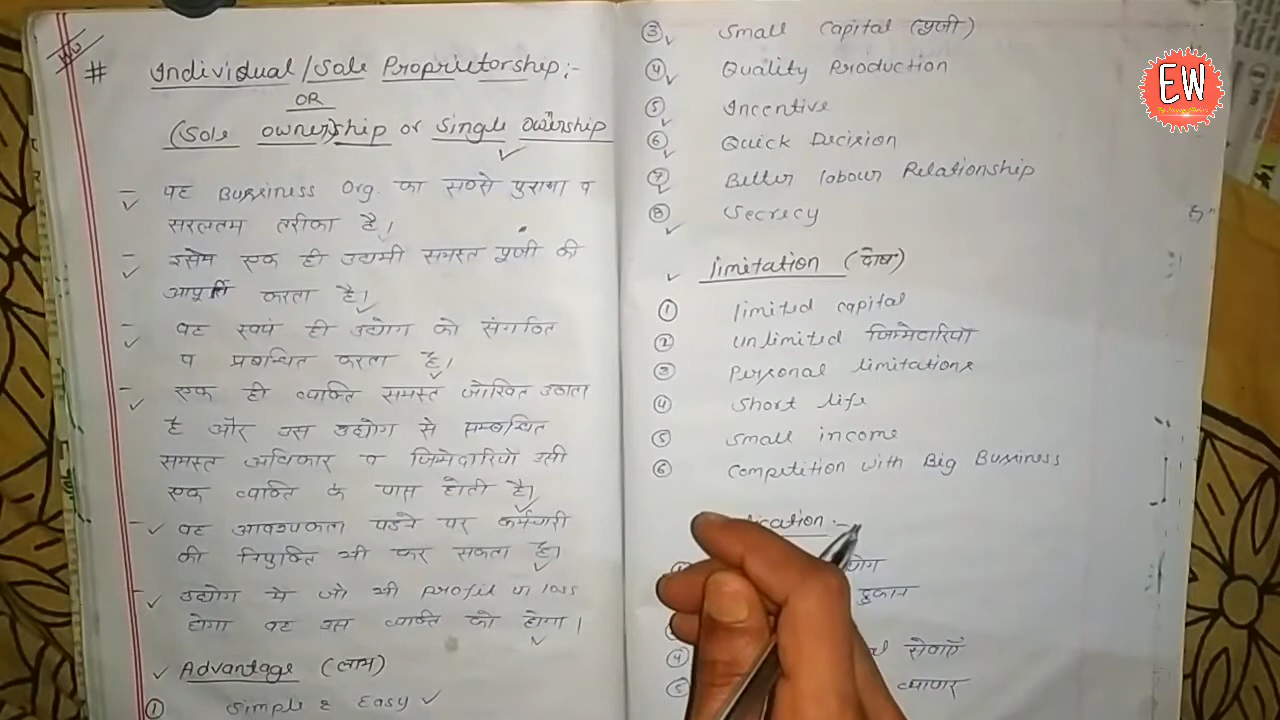 # Individual / Sole Proprietorship :-
OR
(Sole ownership or Single Ownership
- यह Bussiness Org. का सबसे पुराना व
सरलतम तरीका है।
- इसमे एक ही उद्यमी समस्त पूंजी की
आपूर्ति करता है।
- वह स्वयं ही उद्योग को संगठित
व प्रबन्धित करता है।
- एक ही व्यक्ति समस्त जोखिम उठाता
है और उस उद्योग से सम्बन्धित
समस्त अधिकार व जिम्मेदारियाँ उसी
एक व्यक्ति के पास होती है।
वह आवश्यकता पडने पर कर्मचारी
की नियुक्ति भी कर सकता है।
- उद्योग मे जो भी profit या loss
होगा वह उस व्यक्ति को होगा।
Advantage (लाभ)
① Simple & Easy
③ Small Capital (पूंजी)
④ Quality Production
⑤ Incentive
⑥ Quick Decision
⑦ Better labour Relationship
⑧ Secrecy
limitation (दोष)
① limited capital
② unlimited जिम्मेदारियाँ
③ Personal limitations
④ Short life
⑤ Small income
⑥ Competition with Big Bussiness
④ सेवाएँ
⑤ व्यापार
EW